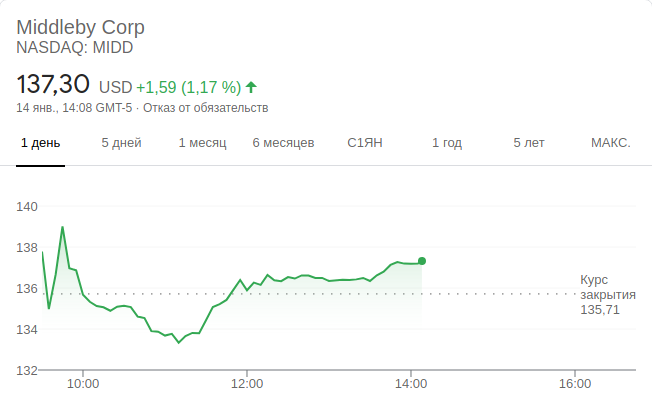 Middleby Corp
NASDAQ: MIDD
137,30 USD +1,59 (1,17 %)
14 янв., 14:08 GMT-5 · Отказ от обязательств
1 день 5 дней 1 месяц 6 месяцев С1ЯН 1 год 5 лет МАКС.
140
138
136
134
132
Курс
закрытия
135,71
10:00 12:00 14:00 16:00